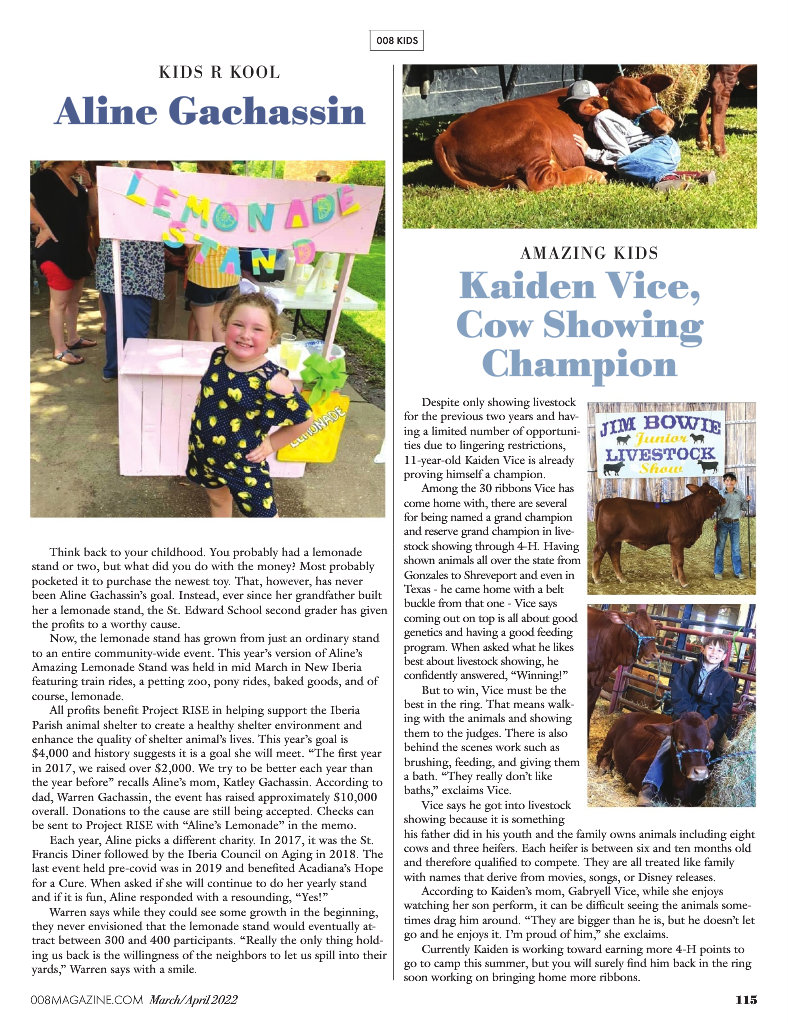 008 KIDS
KIDS R KOOL
Aline Gachassin
LEMONADE
STAND
LEMONADE
Think back to your childhood. You probably had a lemonade
stand or two, but what did you do with the money? Most probably
pocketed it to purchase the newest toy. That, however, has never
been Aline Gachassin’s goal. Instead, ever since her grandfather built
her a lemonade stand, the St. Edward School second grader has given
the profits to a worthy cause.
Now, the lemonade stand has grown from just an ordinary stand
to an entire community-wide event. This year’s version of Aline’s
Amazing Lemonade Stand was held in mid March in New Iberia
featuring train rides, a petting zoo, pony rides, baked goods, and of
course, lemonade.
All profits benefit Project RISE in helping support the Iberia
Parish animal shelter to create a healthy shelter environment and
enhance the quality of shelter animal’s lives. This year’s goal is
$4,000 and history suggests it is a goal she will meet. “The first year
in 2017, we raised over $2,000. We try to be better each year than
the year before” recalls Aline’s mom, Katley Gachassin. According to
dad, Warren Gachassin, the event has raised approximately $10,000
overall. Donations to the cause are still being accepted. Checks can
be sent to Project RISE with “Aline’s Lemonade” in the memo.
Each year, Aline picks a different charity. In 2017, it was the St.
Francis Diner followed by the Iberia Council on Aging in 2018. The
last event held pre-covid was in 2019 and benefited Acadiana’s Hope
for a Cure. When asked if she will continue to do her yearly stand
and if it is fun, Aline responded with a resounding, “Yes!”
Warren says while they could see some growth in the beginning,
they never envisioned that the lemonade stand would eventually at-
tract between 300 and 400 participants. “Really the only thing hold-
ing us back is the willingness of the neighbors to let us spill into their
yards,” Warren says with a smile.
AMAZING KIDS
Kaiden Vice,
Cow Showing
Champion
Despite only showing livestock
for the previous two years and hav-
ing a limited number of opportuni-
ties due to lingering restrictions,
11-year-old Kaiden Vice is already
proving himself a champion.
Among the 30 ribbons Vice has
come home with, there are several
for being named a grand champion
and reserve grand champion in live-
stock showing through 4-H. Having
shown animals all over the state from
Gonzales to Shreveport and even in
Texas - he came home with a belt
buckle from that one - Vice says
coming out on top is all about good
genetics and having a good feeding
program. When asked what he likes
best about livestock showing, he
confidently answered, “Winning!”
But to win, Vice must be the
best in the ring. That means walk-
ing with the animals and showing
them to the judges. There is also
behind the scenes work such as
brushing, feeding, and giving them
a bath. “They really don’t like
baths,” exclaims Vice.
Vice says he got into livestock
showing because it is something
his father did in his youth and the family owns animals including eight
cows and three heifers. Each heifer is between six and ten months old
and therefore qualified to compete. They are all treated like family
with names that derive from movies, songs, or Disney releases.
According to Kaiden’s mom, Gabryell Vice, while she enjoys
watching her son perform, it can be difficult seeing the animals some-
times drag him around. “They are bigger than he is, but he doesn’t let
go and he enjoys it. I’m proud of him,” she exclaims.
Currently Kaiden is working toward earning more 4-H points to
go to camp this summer, but you will surely find him back in the ring
soon working on bringing home more ribbons.
JIM BOWIE
Junior
LIVESTOCK
Show
008MAGAZINE.COM March/April 2022
115